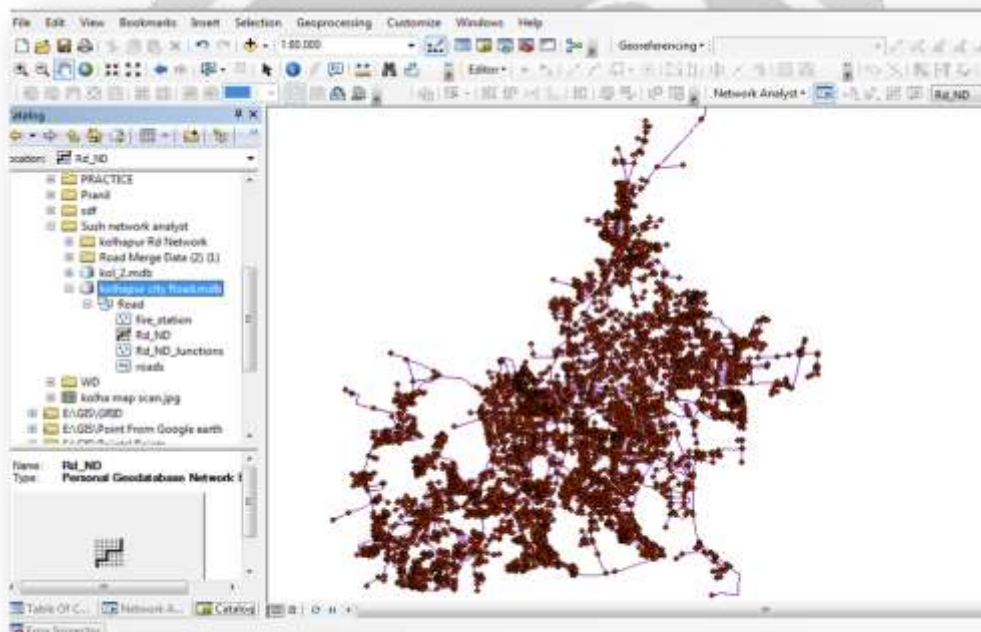 File Edit View Bookmarks Insert Selection Geoprocessing Customize Windows Help
1:80,000
Georeferencing
Editor
Network Analyst
Rd_ND
Catalog
Location: Rd_ND
PRACTICE
Pranil
sdf
Sush network analyst
kolhapur Rd Network
Road Merge Data (2) (1)
kol_2.mdb
kolhapur city Road.mdb
Road
fire_station
Rd_ND
Rd_ND_Junctions
roads
WD
kolha map scan.jpg
E:\GIS\GRID
E:\GIS\Point From Google earth
Name: Rd_ND
Type: Personal Geodatabase Network
Table Of C... Network A... Catalog
Error Inspector